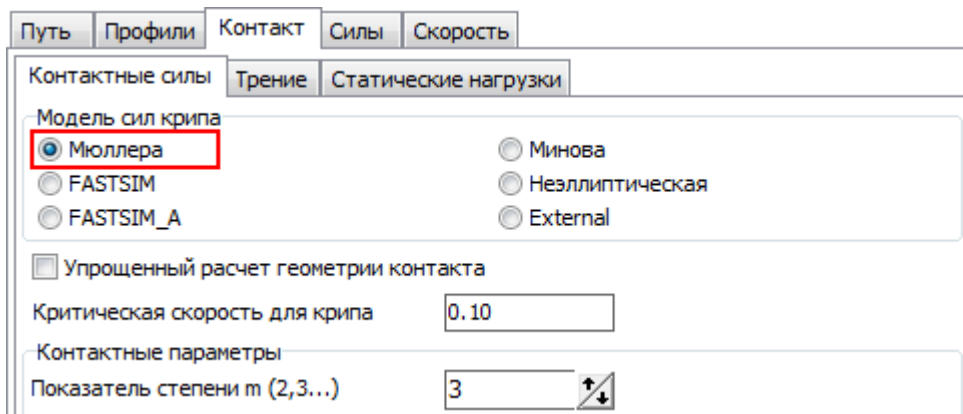 Путь Профили Контакт Силы Скорость
Контактные силы Трение Статические нагрузки
Модель сил крипа
Мюллера Минова
FASTSIM Неэллиптическая
FASTSIM_A External
Упрощенный расчет геометрии контакта
Критическая скорость для крипа 0.10
Контактные параметры
Показатель степени m (2,3...) 3